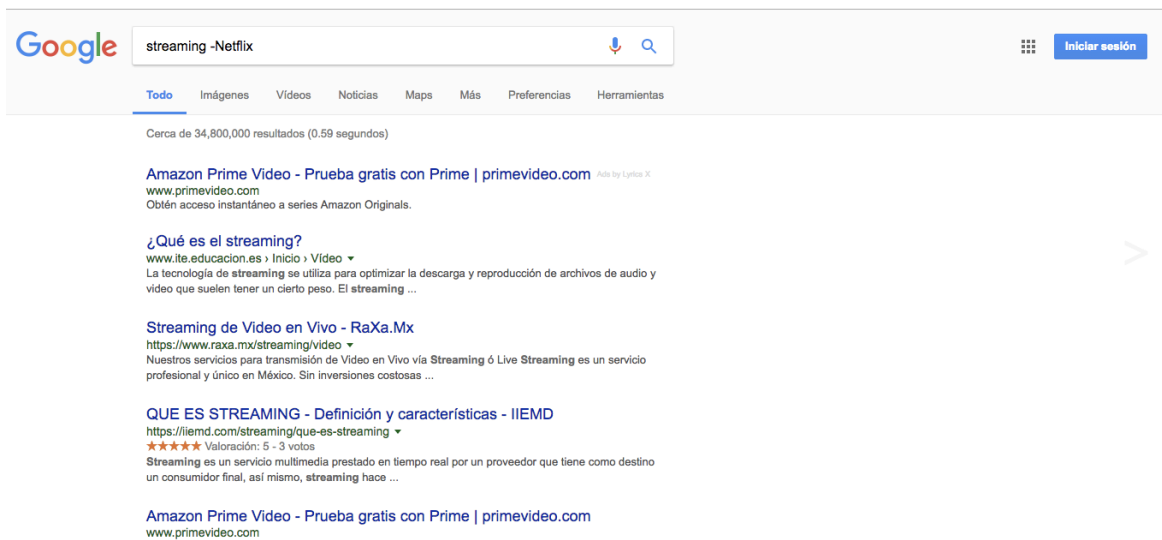 Google
streaming -Netflix
Iniciar sesión
Todo Imágenes Vídeos Noticias Maps Más Preferencias Herramientas
Cerca de 34,800,000 resultados (0.59 segundos)
Amazon Prime Video - Prueba gratis con Prime | primevideo.com Ads by Lyrics X
www.primevideo.com
Obtén acceso instantáneo a series Amazon Originals.
¿Qué es el streaming?
www.ite.educacion.es › Inicio › Vídeo
La tecnología de streaming se utiliza para optimizar la descarga y reproducción de archivos de audio y
video que suelen tener un cierto peso. El streaming ...
Streaming de Video en Vivo - RaXa.Mx
https://www.raxa.mx/streaming/video
Nuestros servicios para transmisión de Video en Vivo vía Streaming ó Live Streaming es un servicio
profesional y único en México. Sin inversiones costosas ...
QUE ES STREAMING - Definición y características - IIEMD
https://iiemd.com/streaming/que-es-streaming
★★★★★ Valoración: 5 - 3 votos
Streaming es un servicio multimedia prestado en tiempo real por un proveedor que tiene como destino
un consumidor final, así mismo, streaming hace ...
Amazon Prime Video - Prueba gratis con Prime | primevideo.com
www.primevideo.com